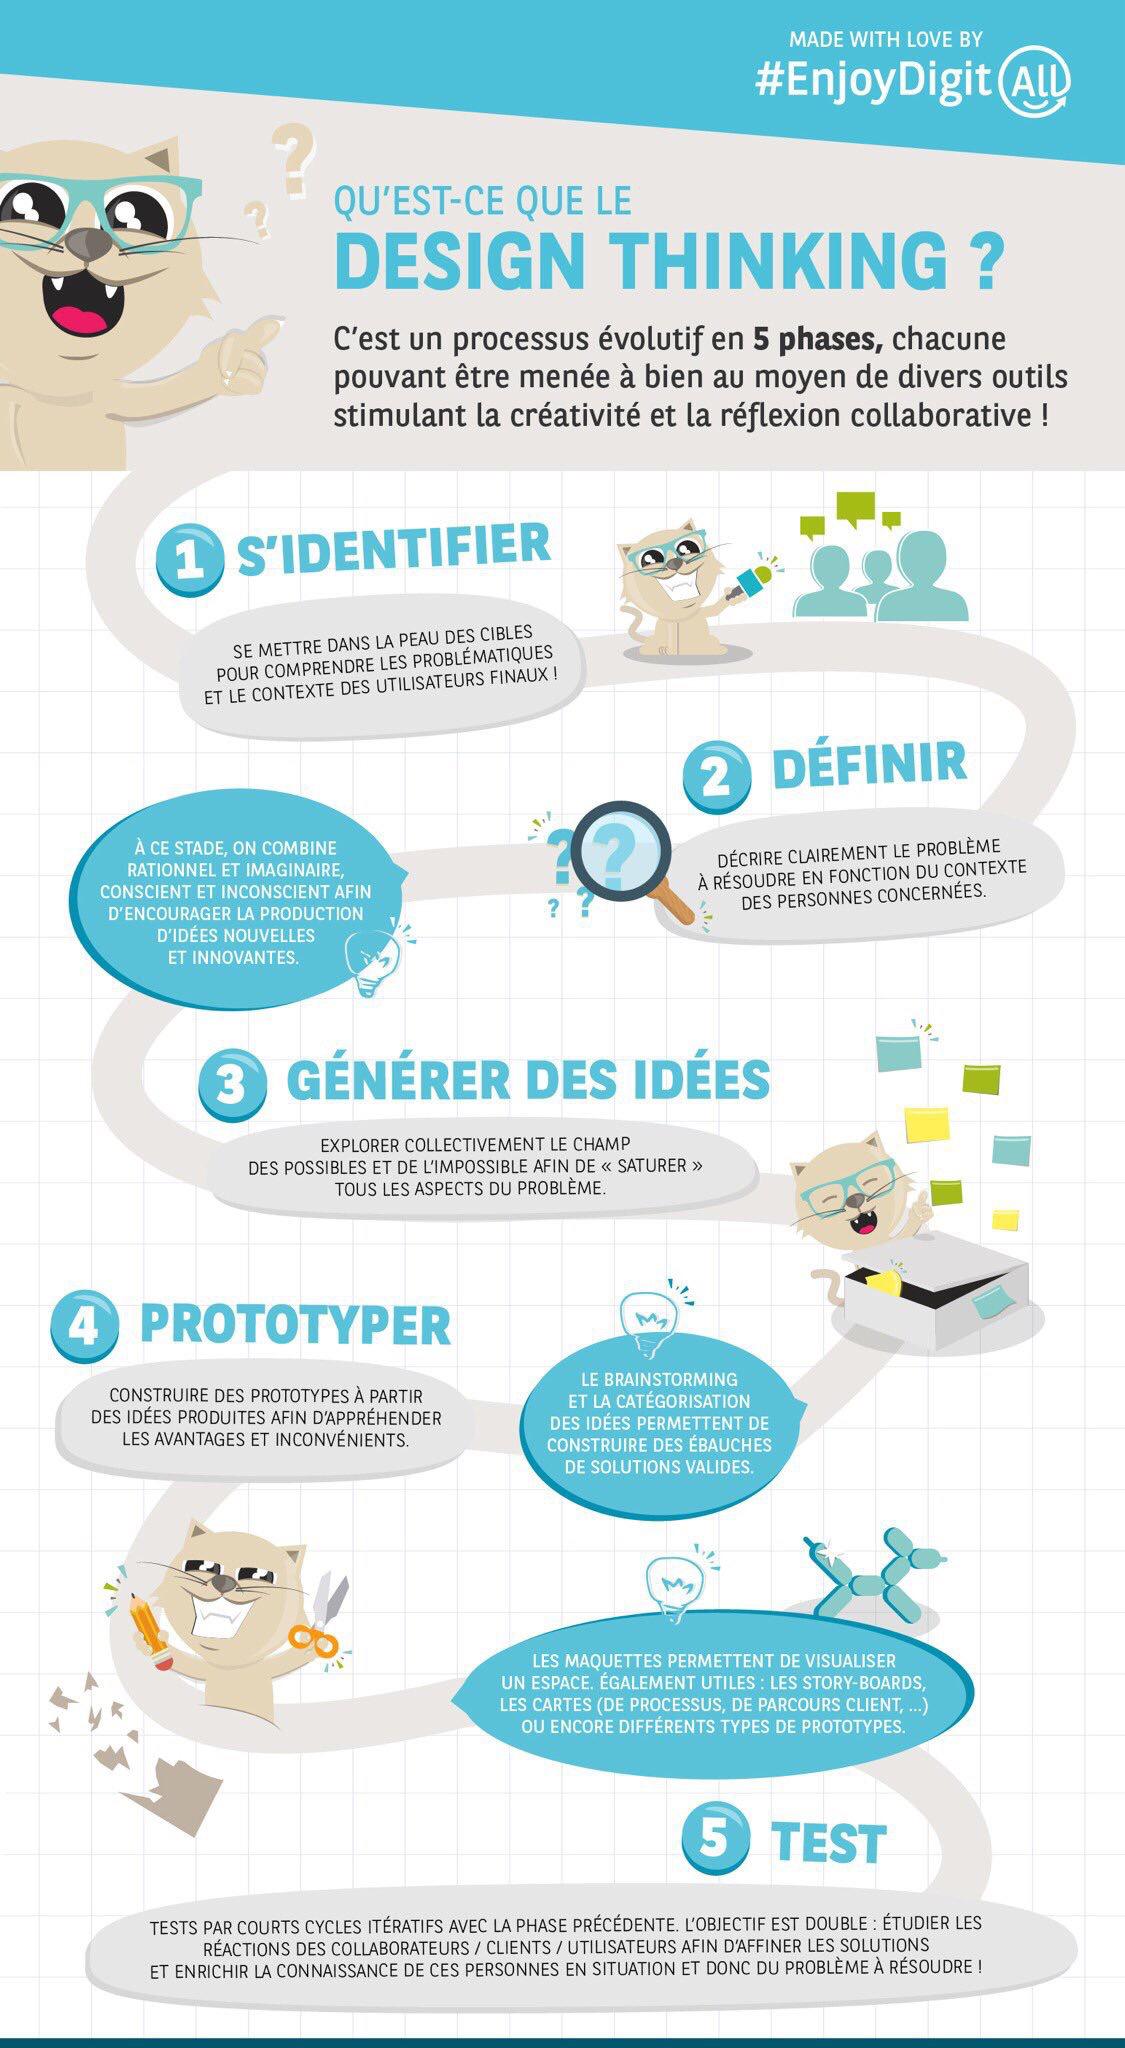 MADE WITH LOVE BY
#EnjoyDigit All
QU'EST-CE QUE LE
DESIGN THINKING ?
C'est un processus évolutif en 5 phases, chacune
pouvant être menée à bien au moyen de divers outils
stimulant la créativité et la réflexion collaborative !
1 S'IDENTIFIER
SE METTRE DANS LA PEAU DES CIBLES
POUR COMPRENDRE LES PROBLÉMATIQUES
ET LE CONTEXTE DES UTILISATEURS FINAUX !
2 DÉFINIR
DÉCRIRE CLAIREMENT LE PROBLÈME
À RÉSOUDRE EN FONCTION DU CONTEXTE
DES PERSONNES CONCERNÉES.
À CE STADE, ON COMBINE
RATIONNEL ET IMAGINAIRE,
CONSCIENT ET INCONSCIENT AFIN
D'ENCOURAGER LA PRODUCTION
D'IDÉES NOUVELLES
ET INNOVANTES.
3 GÉNÉRER DES IDÉES
EXPLORER COLLECTIVEMENT LE CHAMP
DES POSSIBLES ET DE L'IMPOSSIBLE AFIN DE « SATURER »
TOUS LES ASPECTS DU PROBLÈME.
4 PROTOTYPER
CONSTRUIRE DES PROTOTYPES À PARTIR
DES IDÉES PRODUITES AFIN D'APPRÉHENDER
LES AVANTAGES ET INCONVÉNIENTS.
LE BRAINSTORMING
ET LA CATÉGORISATION
DES IDÉES PERMETTENT DE
CONSTRUIRE DES ÉBAUCHES
DE SOLUTIONS VALIDES.
LES MAQUETTES PERMETTENT DE VISUALISER
UN ESPACE. ÉGALEMENT UTILES : LES STORY-BOARDS,
LES CARTES (DE PROCESSUS, DE PARCOURS CLIENT, ...)
OU ENCORE DIFFÉRENTS TYPES DE PROTOTYPES.
5 TEST
TESTS PAR COURTS CYCLES ITÉRATIFS AVEC LA PHASE PRÉCÉDENTE. L'OBJECTIF EST DOUBLE : ÉTUDIER LES
RÉACTIONS DES COLLABORATEURS / CLIENTS / UTILISATEURS AFIN D'AFFINER LES SOLUTIONS
ET ENRICHIR LA CONNAISSANCE DE CES PERSONNES EN SITUATION ET DONC DU PROBLÈME À RÉSOUDRE !